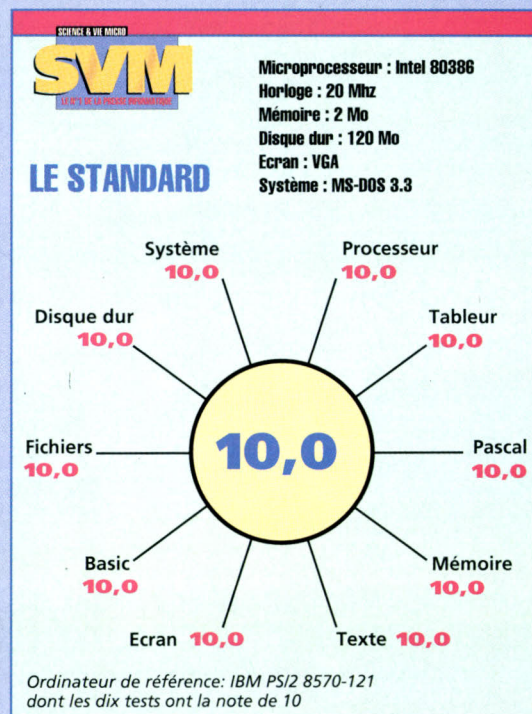 SCIENCE & VIE MICRO
SVM
LE N° 1 DE LA PRESSE INFORMATIQUE
LE STANDARD
Microprocesseur : Intel 80386
Horloge : 20 Mhz
Mémoire : 2 Mo
Disque dur : 120 Mo
Ecran : VGA
Système : MS-DOS 3.3
Système
10,0
Processeur
10,0
Disque dur
10,0
Tableur
10,0
Fichiers
10,0
10,0
Pascal
10,0
Basic
10,0
Mémoire
10,0
Ecran 10,0
Texte 10,0
Ordinateur de référence: IBM PS/2 8570-121
dont les dix tests ont la note de 10